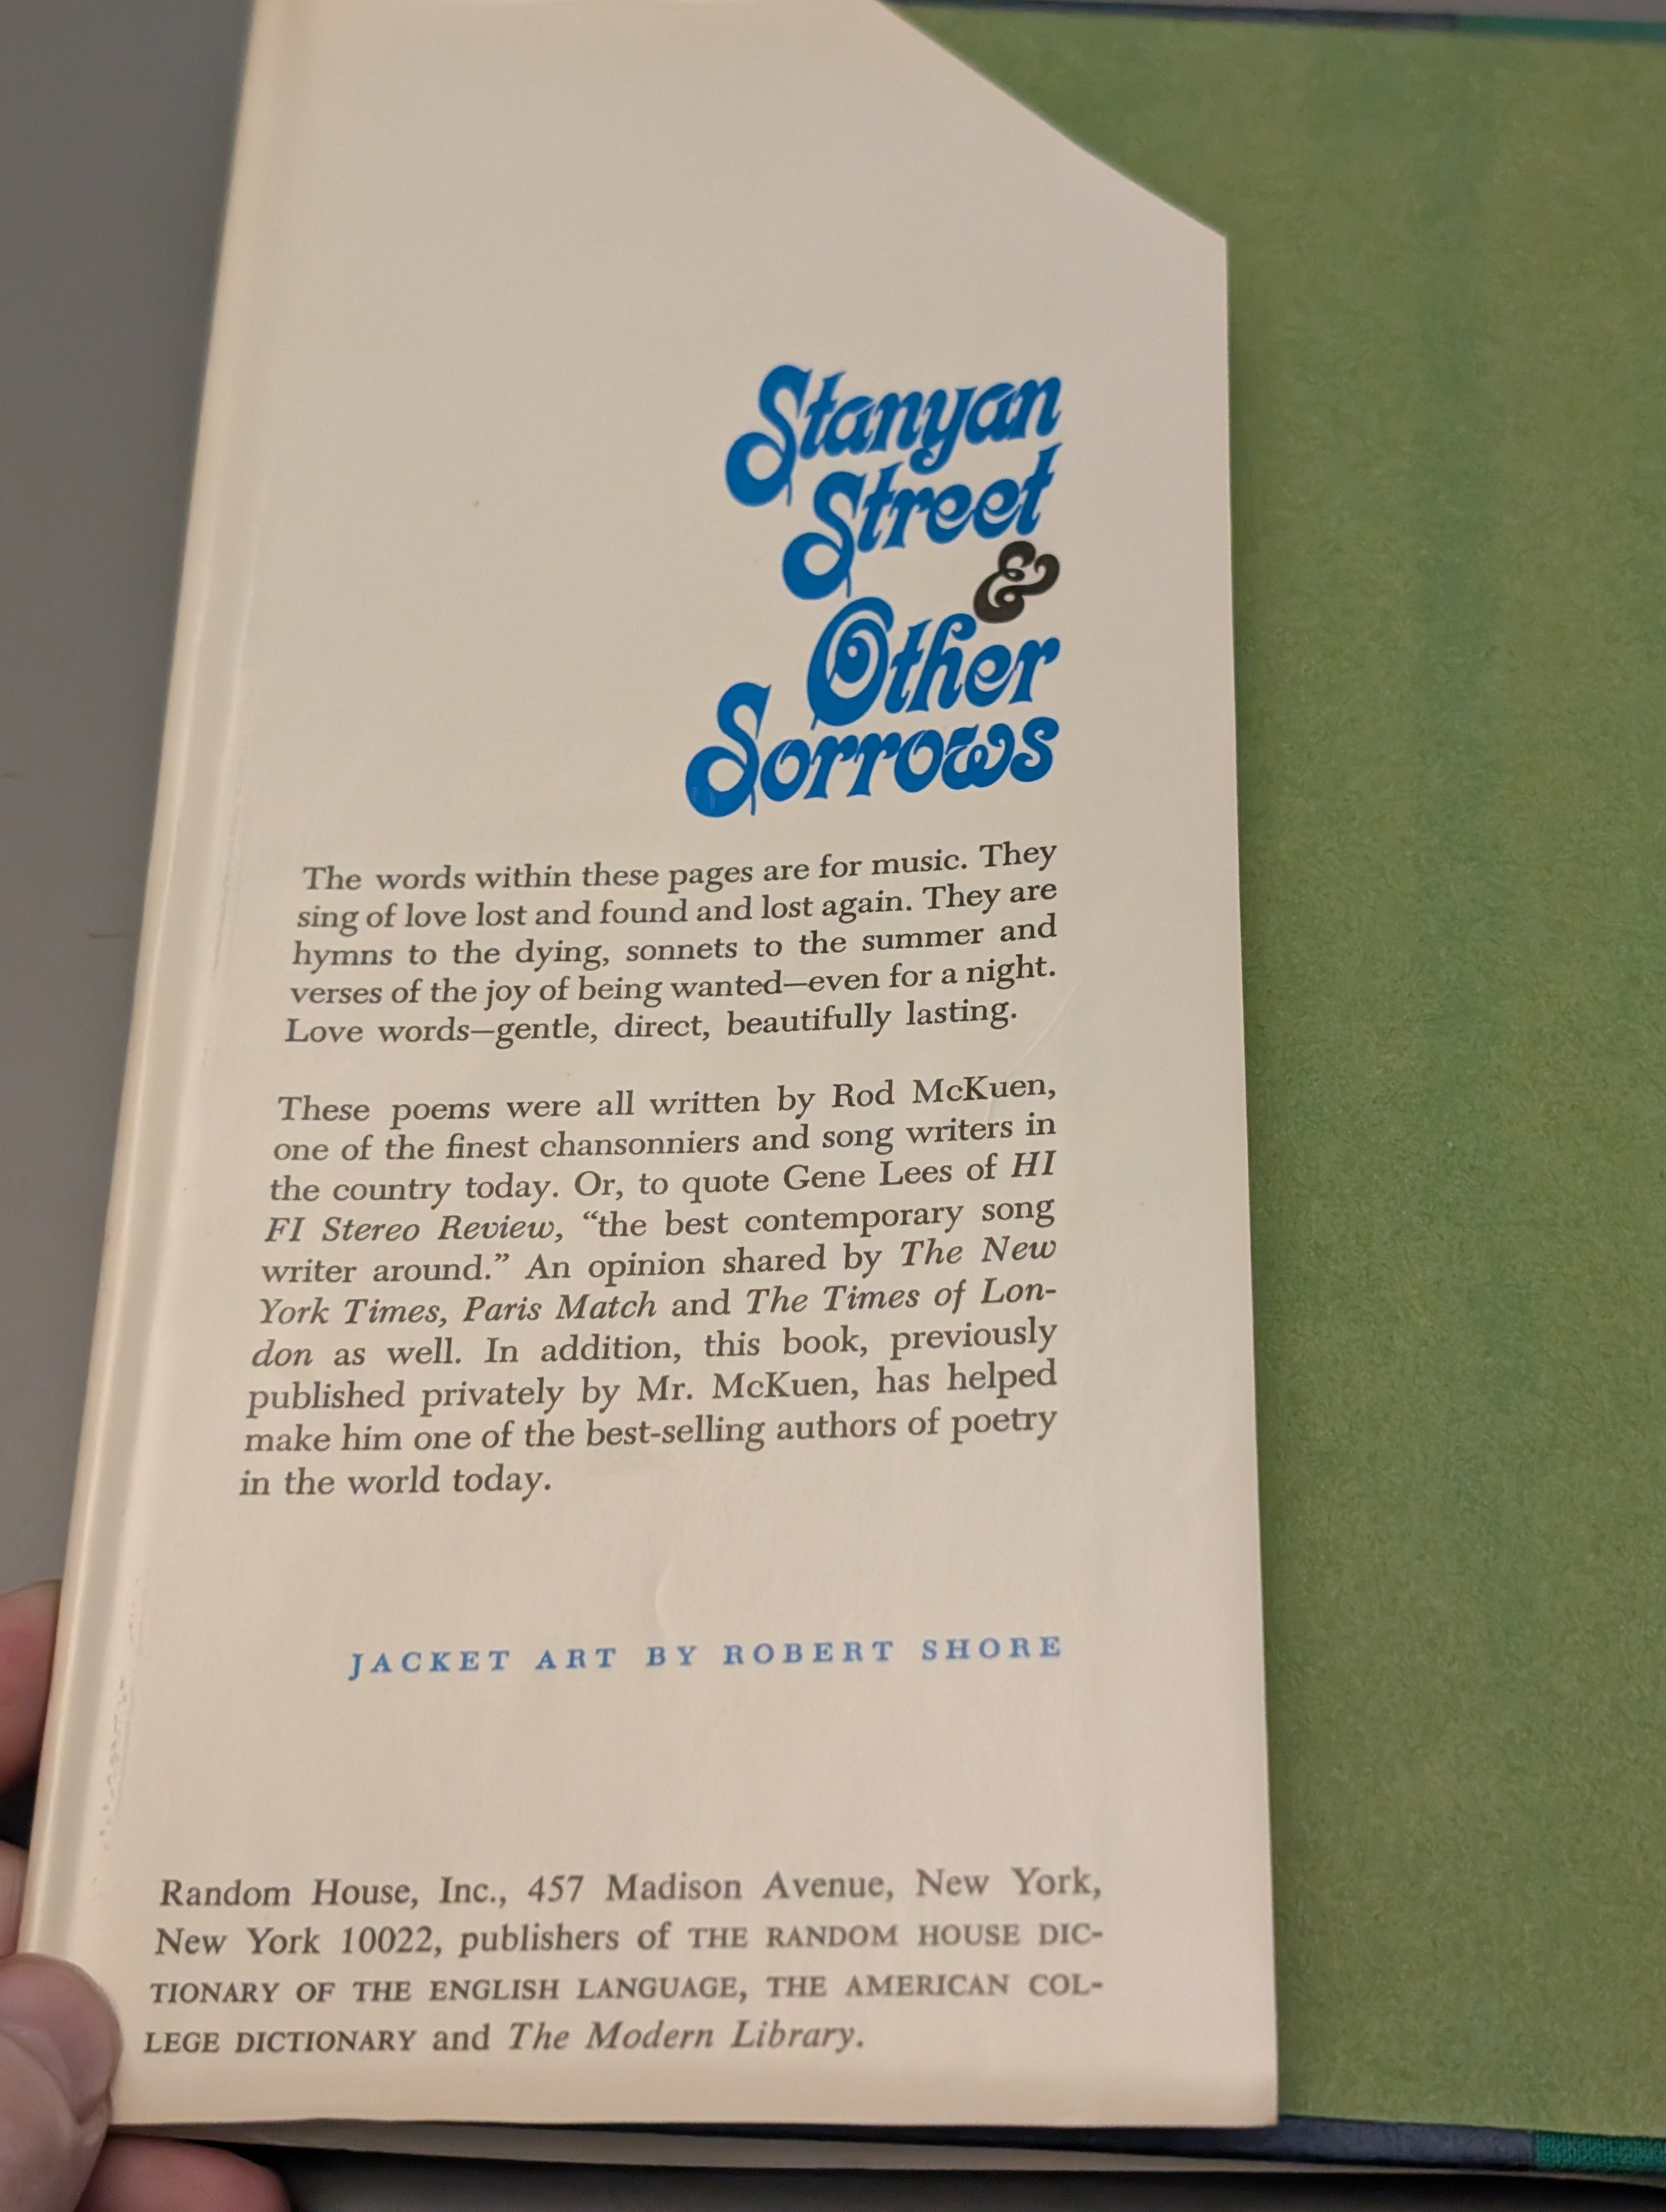 Stanyan
Street
&
Other
Sorrows
The words within these pages are for music. They
sing of love lost and found and lost again. They are
hymns to the dying, sonnets to the summer and
verses of the joy of being wanted—even for a night.
Love words—gentle, direct, beautifully lasting.
These poems were all written by Rod McKuen,
one of the finest chansonniers and song writers in
the country today. Or, to quote Gene Lees of HI
FI Stereo Review, “the best contemporary song
writer around.” An opinion shared by The New
York Times, Paris Match and The Times of Lon-
don as well. In addition, this book, previously
published privately by Mr. McKuen, has helped
make him one of the best-selling authors of poetry
in the world today.
JACKET ART BY ROBERT SHORE
Random House, Inc., 457 Madison Avenue, New York,
New York 10022, publishers of THE RANDOM HOUSE DIC-
TIONARY OF THE ENGLISH LANGUAGE, THE AMERICAN COL-
LEGE DICTIONARY and The Modern Library.